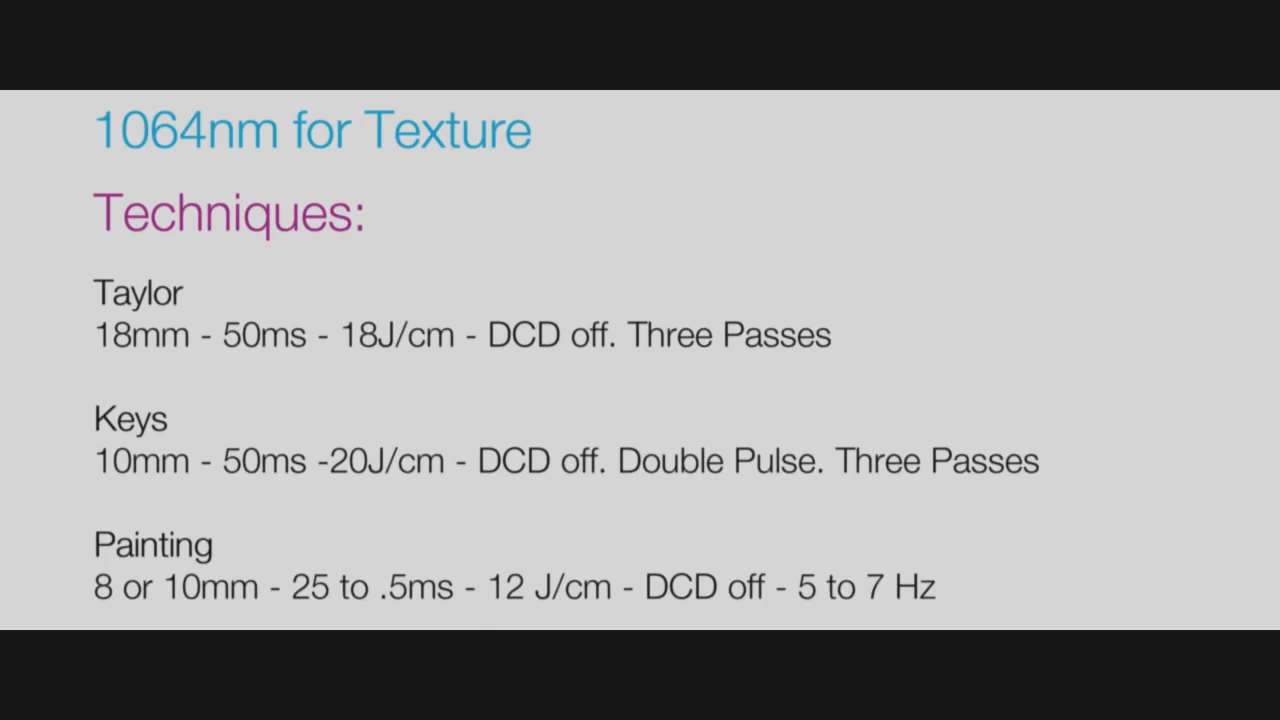 1064nm for Texture
Techniques:
Taylor
18mm - 50ms - 18J/cm - DCD off. Three Passes
Keys
10mm - 50ms -20J/cm - DCD off. Double Pulse. Three Passes
Painting
8 or 10mm - 25 to .5ms - 12 J/cm - DCD off - 5 to 7 Hz